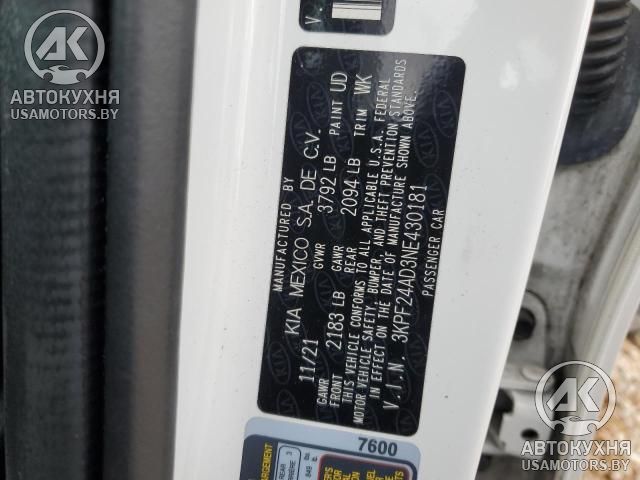 MANUFACTURED BY
KIA MEXICO S.A. DE C.V.
11/21 GVWR 3792 LB PAINT UD
GAWR FRONT 2183 LB GAWR REAR 2094 LB TRIM WK
THIS VEHICLE CONFORMS TO ALL APPLICABLE U.S.A. FEDERAL
MOTOR VEHICLE SAFETY, BUMPER, AND THEFT PREVENTION STANDARDS
IN EFFECT ON THE DATE OF MANUFACTURE SHOWN ABOVE.
V.I.N 3KPF24AD3NE430181
PASSENGER CAR
7600
AK
АВТОКУХНЯ
USAMOTORS.BY
AK
АВТОКУХНЯ
USAMOTORS.BY